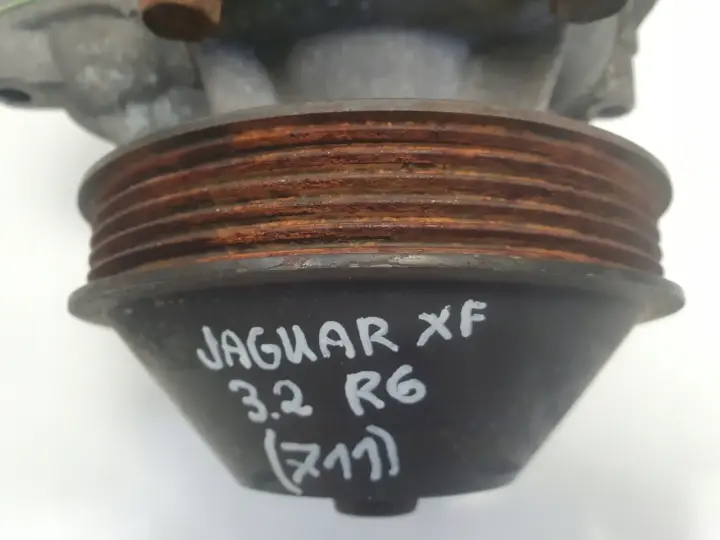 JAGUAR XF
3.2 R6
(711)